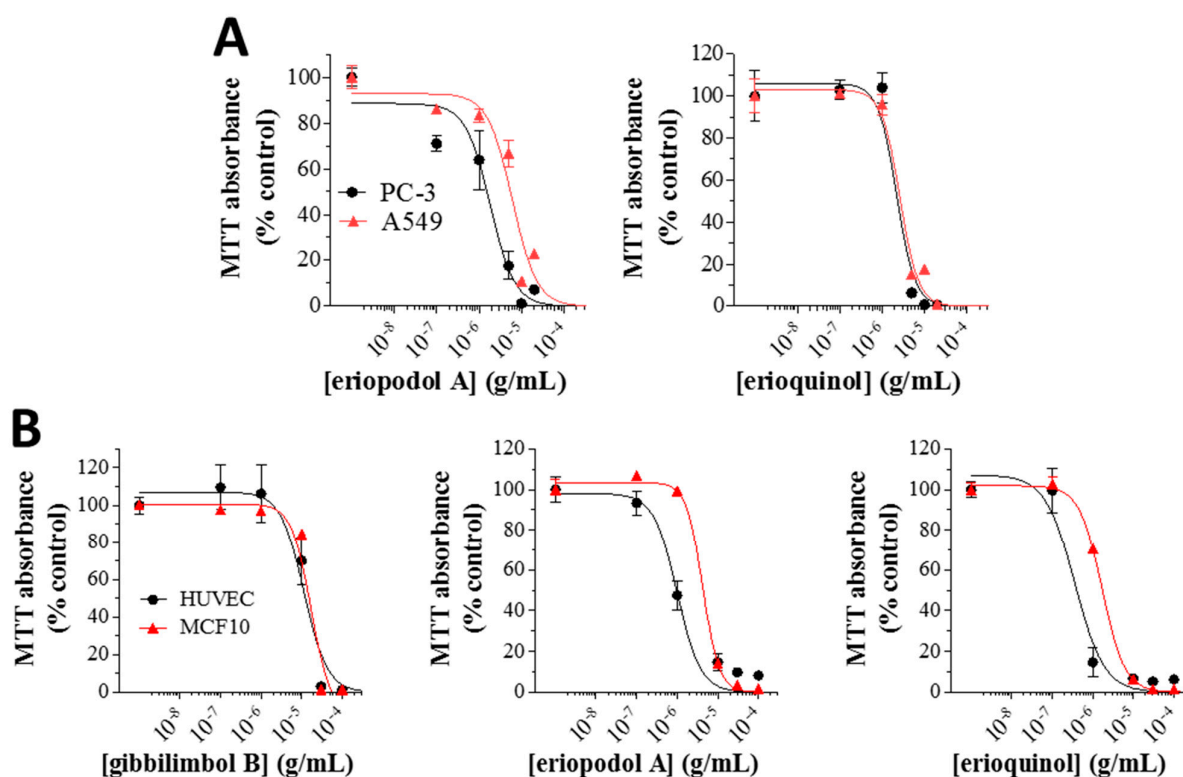 A
MTT absorbance
(% control)
100
80
60
40
20
0
PC-3
A549
10-8
10-7
10-6
10-5
10-4
[eriopodol A] (g/mL)
MTT absorbance
(% control)
120
100
80
60
40
20
0
10-8
10-7
10-6
10-5
10-4
[erioquinol] (g/mL)
B
MTT absorbance
(% control)
120
100
80
60
40
20
0
HUVEC
MCF10
10-8
10-7
10-6
10-5
10-4
[gibbilimbol B] (g/mL)
MTT absorbance
(% control)
120
100
80
60
40
20
0
10-8
10-7
10-6
10-5
10-4
[eriopodol A] (g/mL)
MTT absorbance
(% control)
120
100
80
60
40
20
0
10-8
10-7
10-6
10-5
10-4
[erioquinol] (g/mL)